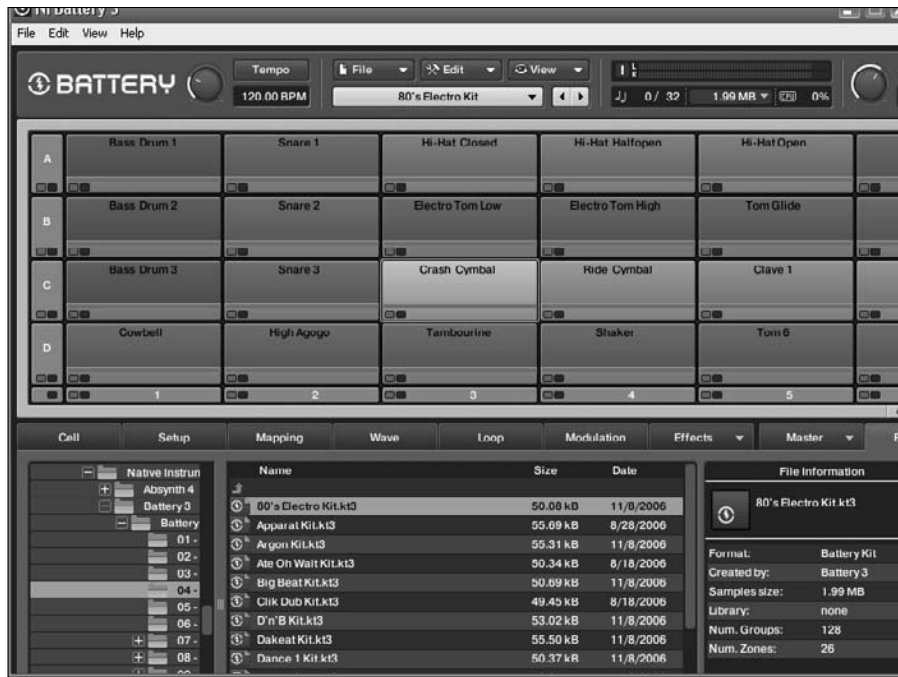 NI Battery 3
File Edit View Help
BATTERY
Tempo
File Edit View
120.00 BPM
80's Electro Kit
0 / 32 1.99 MB CPU 0%
Bass Drum 1 Snare 1 Hi-Hat Closed Hi-Hat Halfopen Hi-Hat Open
A
Bass Drum 2 Snare 2 Electro Tom Low Electro Tom High Tom Glide
B
Bass Drum 3 Snare 3 Crash Cymbal Ride Cymbal Clave 1
C
Cowbell High Agogo Tambourine Shaker Tom 6
D
1 2 3 4 5
Cell Setup Mapping Wave Loop Modulation Effects Master
Native Instrun
Absynth 4
Battery 3
Battery
01 -
02 -
03 -
04 -
05 -
06 -
07 -
08 -
Name Size Date
80's Electro Kit.kt3 50.08 kB 11/8/2006
Apparat Kit.kt3 55.69 kB 8/28/2006
Argon Kit.kt3 55.31 kB 11/8/2006
Ate Oh Wait Kit.kt3 50.34 kB 8/18/2006
Big Beat Kit.kt3 50.69 kB 11/8/2006
Clik Dub Kit.kt3 49.45 kB 8/18/2006
D'n'B Kit.kt3 53.02 kB 11/8/2006
Dakeat Kit.kt3 55.50 kB 11/8/2006
Dance 1 Kit.kt3 50.37 kB 11/8/2006
File Information
80's Electro Kit.kt3
Format: Battery Kit
Created by: Battery 3
Samples size: 1.99 MB
Library: none
Num. Groups: 128
Num. Zones: 26